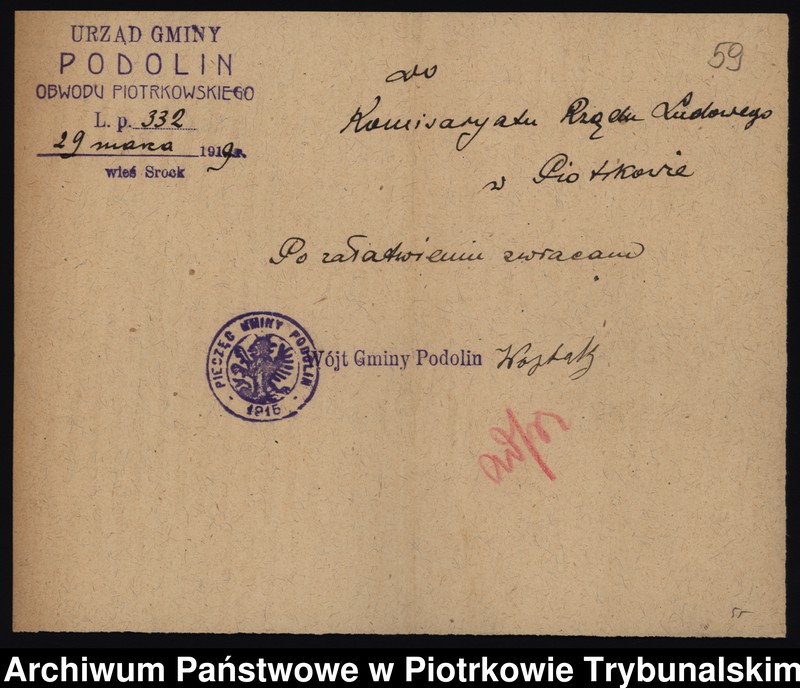 URZĄD GMINY
PODOLIN
OBWODU PIOTRKOWSKIEGO
L. p. 332
29 marca 1919 r.
wieś Srock
59
do
Komisaryatu Rządu Ludowego
w Piotrkowie
Po załatwieniu zwracam
PIECZĘĆ GMINY PODOLIN
1915
Wójt Gminy Podolin
Archiwum Państwowe w Piotrkowie Trybunalskim